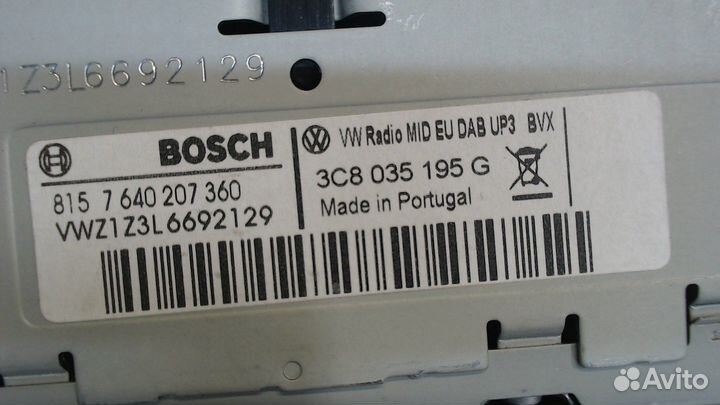 1Z3L6692129
BOSCH
815 7 640 207 360
VWZ1Z3L6692129
VW Radio MID EU DAB UP3 BVX
3C8 035 195 G
Made in Portugal
Avito